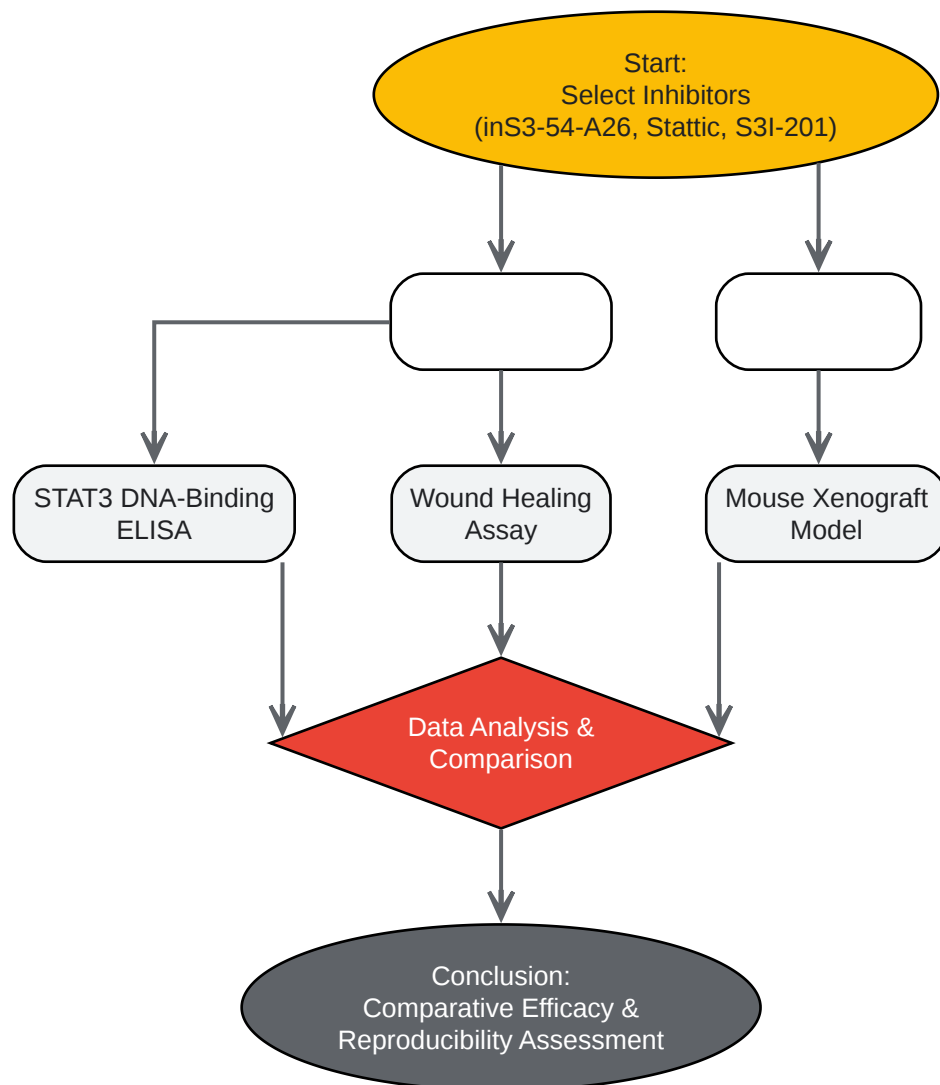 Start:
Select Inhibitors
(inS3-54-A26, Stattic, S3I-201)
STAT3 DNA-Binding
ELISA
Wound Healing
Assay
Mouse Xenograft
Model
Data Analysis &
Comparison
Conclusion:
Comparative Efficacy &
Reproducibility Assessment